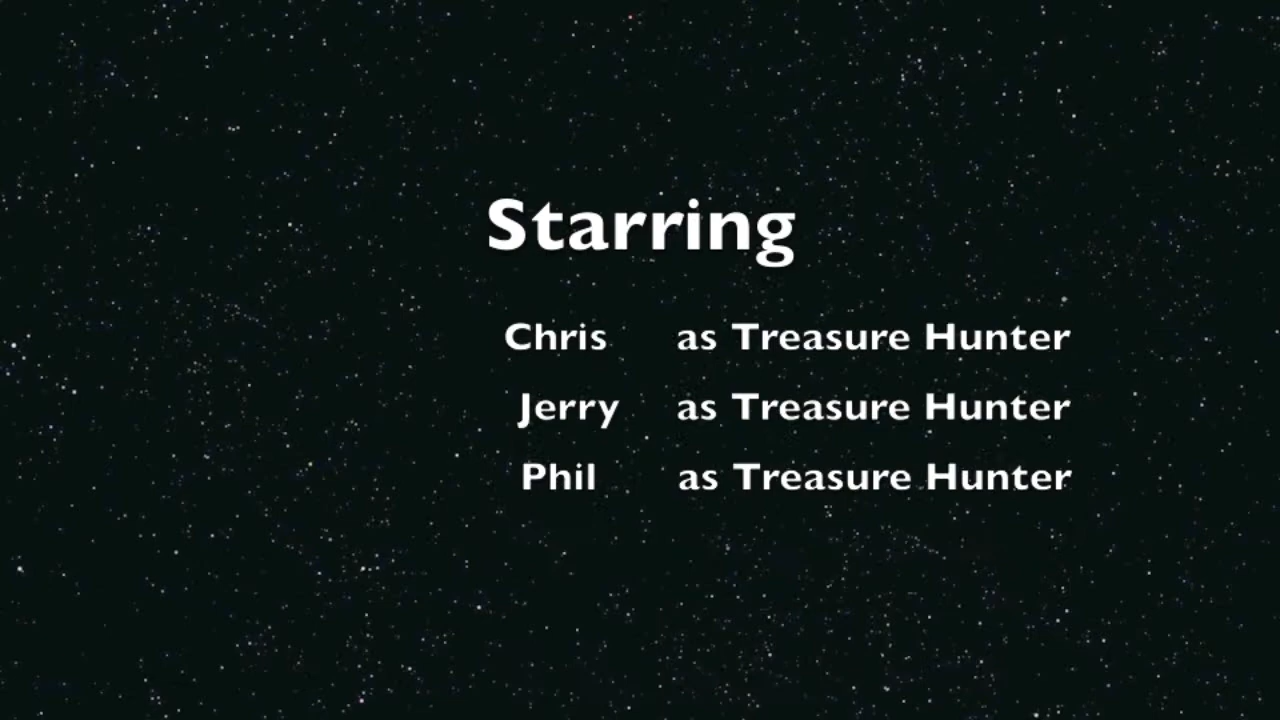 Starring
Chris as Treasure Hunter
Jerry as Treasure Hunter
Phil as Treasure Hunter